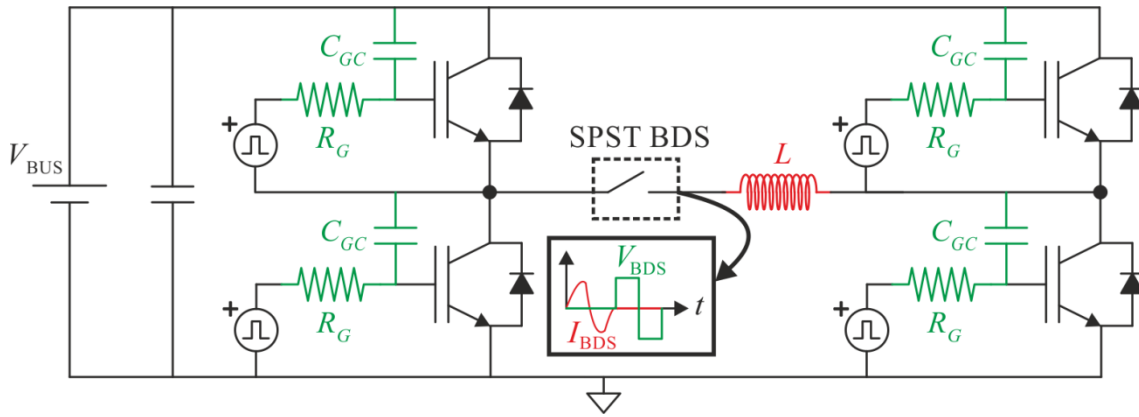 C_GC
C_GC
+
R_G
+
R_G
SPST BDS
L
V_BUS
C_GC
C_GC
V_BDS
+
R_G
t
+
R_G
I_BDS